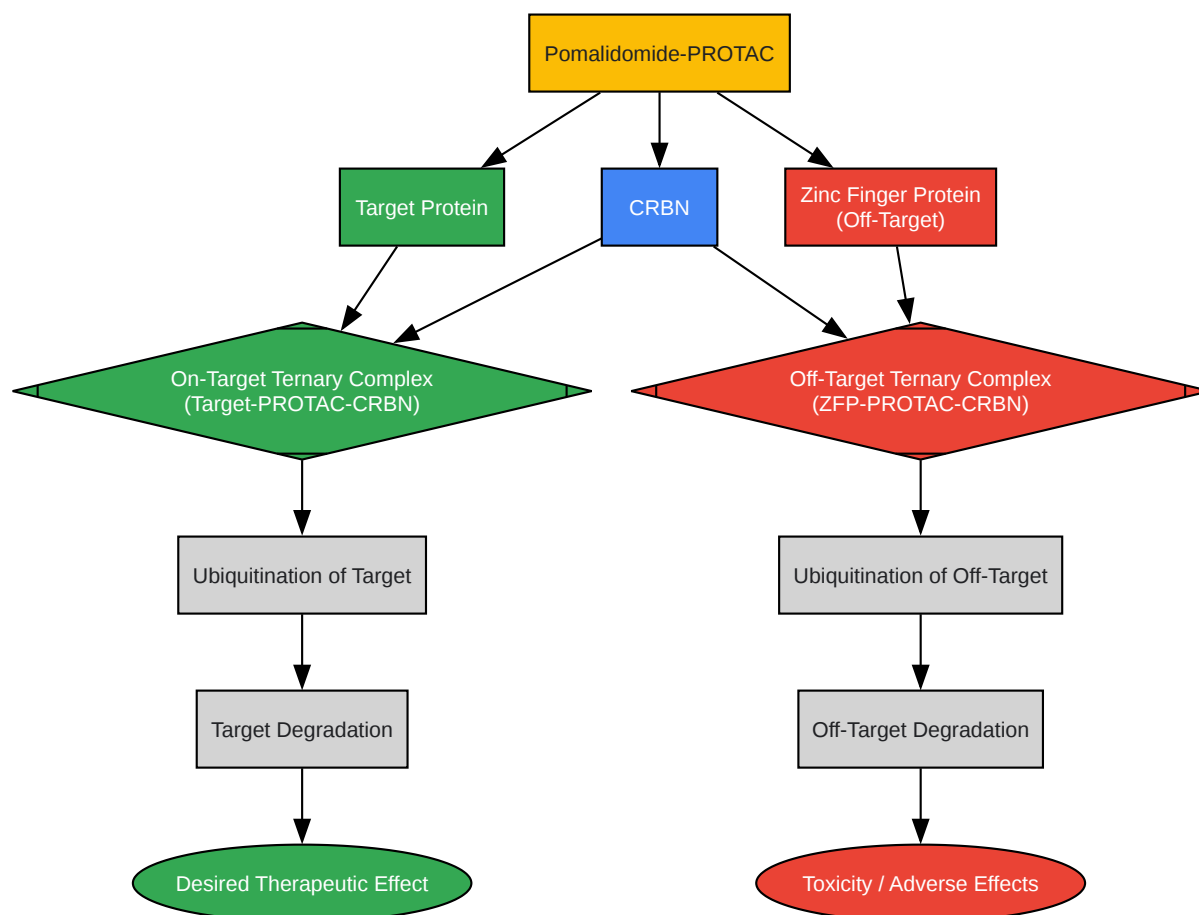 Pomalidomide-PROTAC
Target Protein
CRBN
Zinc Finger Protein
(Off-Target)
On-Target Ternary Complex
(Target-PROTAC-CRBN)
Off-Target Ternary Complex
(ZFP-PROTAC-CRBN)
Ubiquitination of Target
Ubiquitination of Off-Target
Target Degradation
Off-Target Degradation
Desired Therapeutic Effect
Toxicity / Adverse Effects